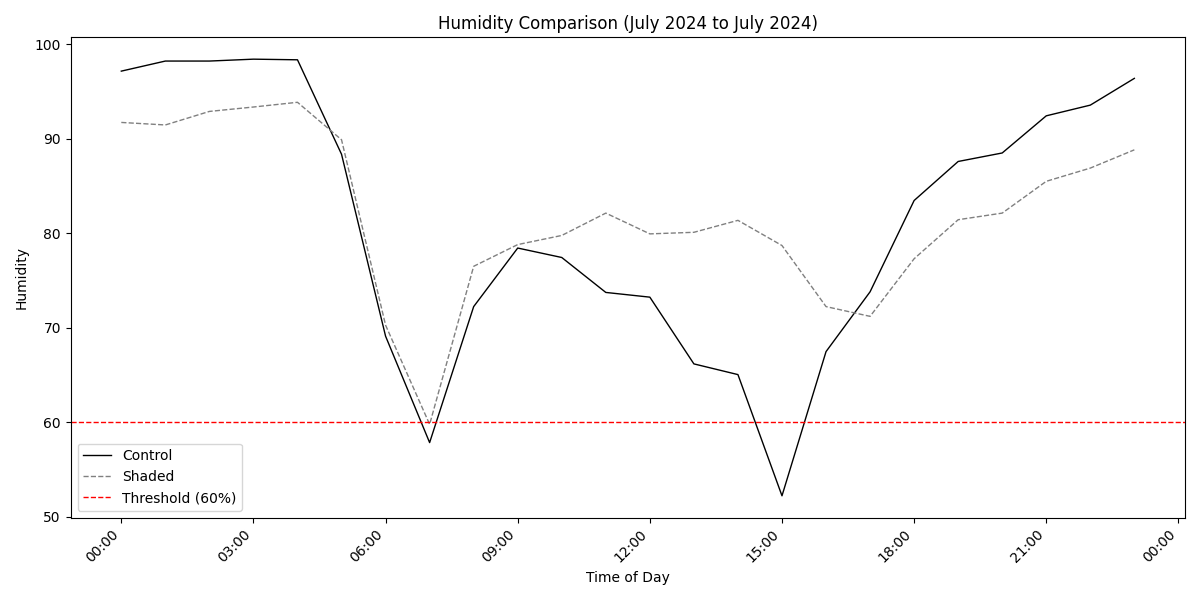 Humidity Comparison (July 2024 to July 2024)
Humidity
100
90
80
70
60
50
Control
Shaded
Threshold (60%)
00:00
03:00
06:00
09:00
12:00
15:00
18:00
21:00
00:00
Time of Day